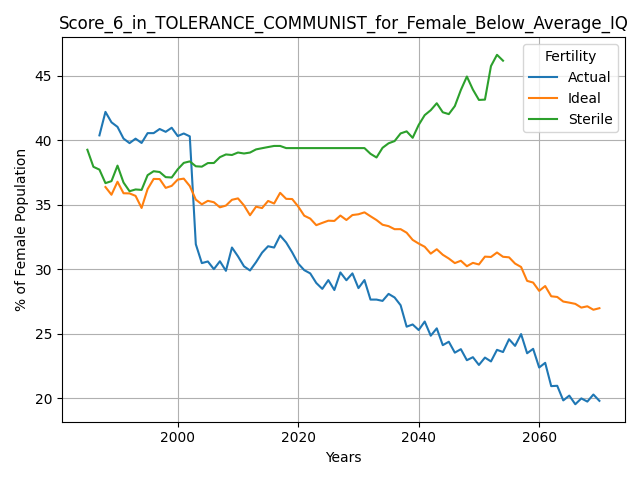 Score_6_in_TOLERANCE_COMMUNIST_for_Female_Below_Average_IQ
Fertility
Actual
Ideal
Sterile
% of Female Population
45
40
35
30
25
20
2000
2020
2040
2060
Years